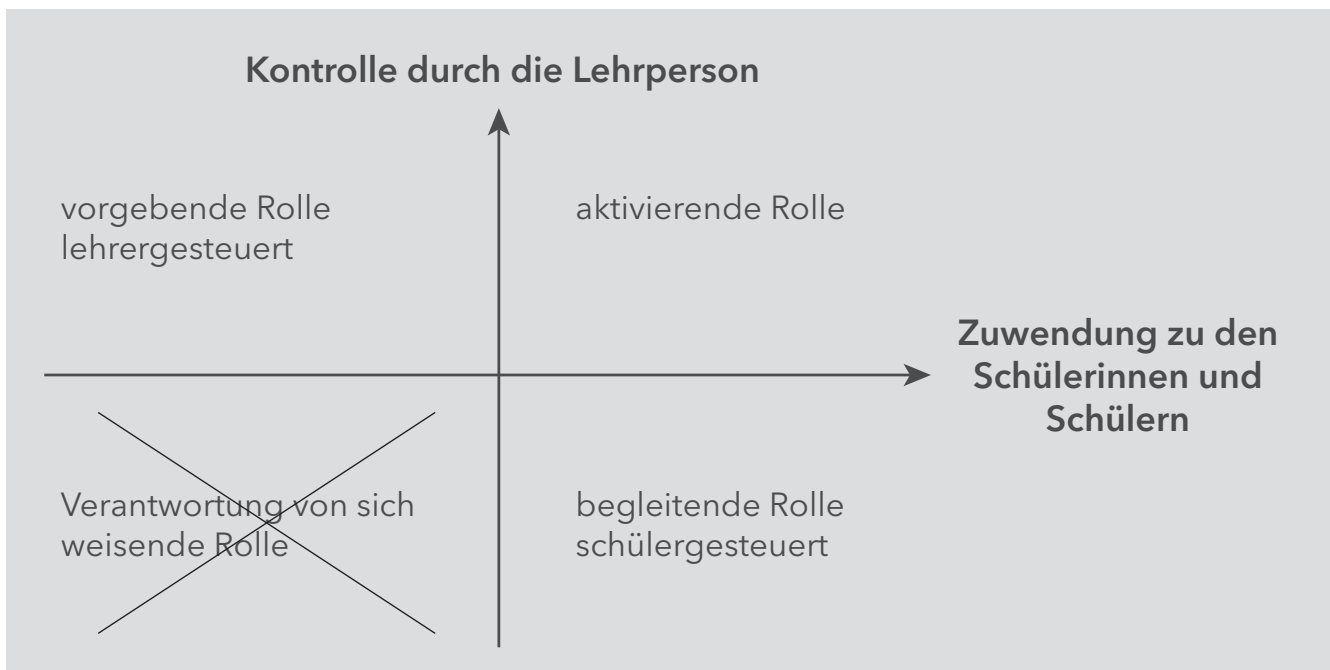 Kontrolle durch die Lehrperson
vorgebende Rolle
lehrergesteuert
aktivierende Rolle
Zuwendung zu den
Schülerinnen und
Schülern
Verantwortung von sich
weisende Rolle
begleitende Rolle
schülergesteuert